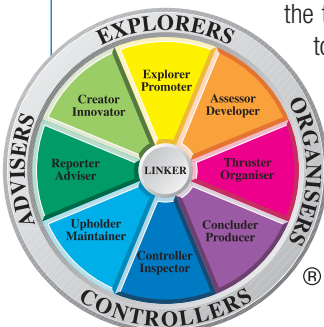 the t
to
EXPLORERS
Explorer
Promoter
Creator
Innovator
Assessor
Developer
ADVISERS
ORGANISERS
Reporter
Adviser
LINKER
Thruster
Organiser
Upholder
Maintainer
Concluder
Producer
Controller
Inspector
®
CONTROLLERS